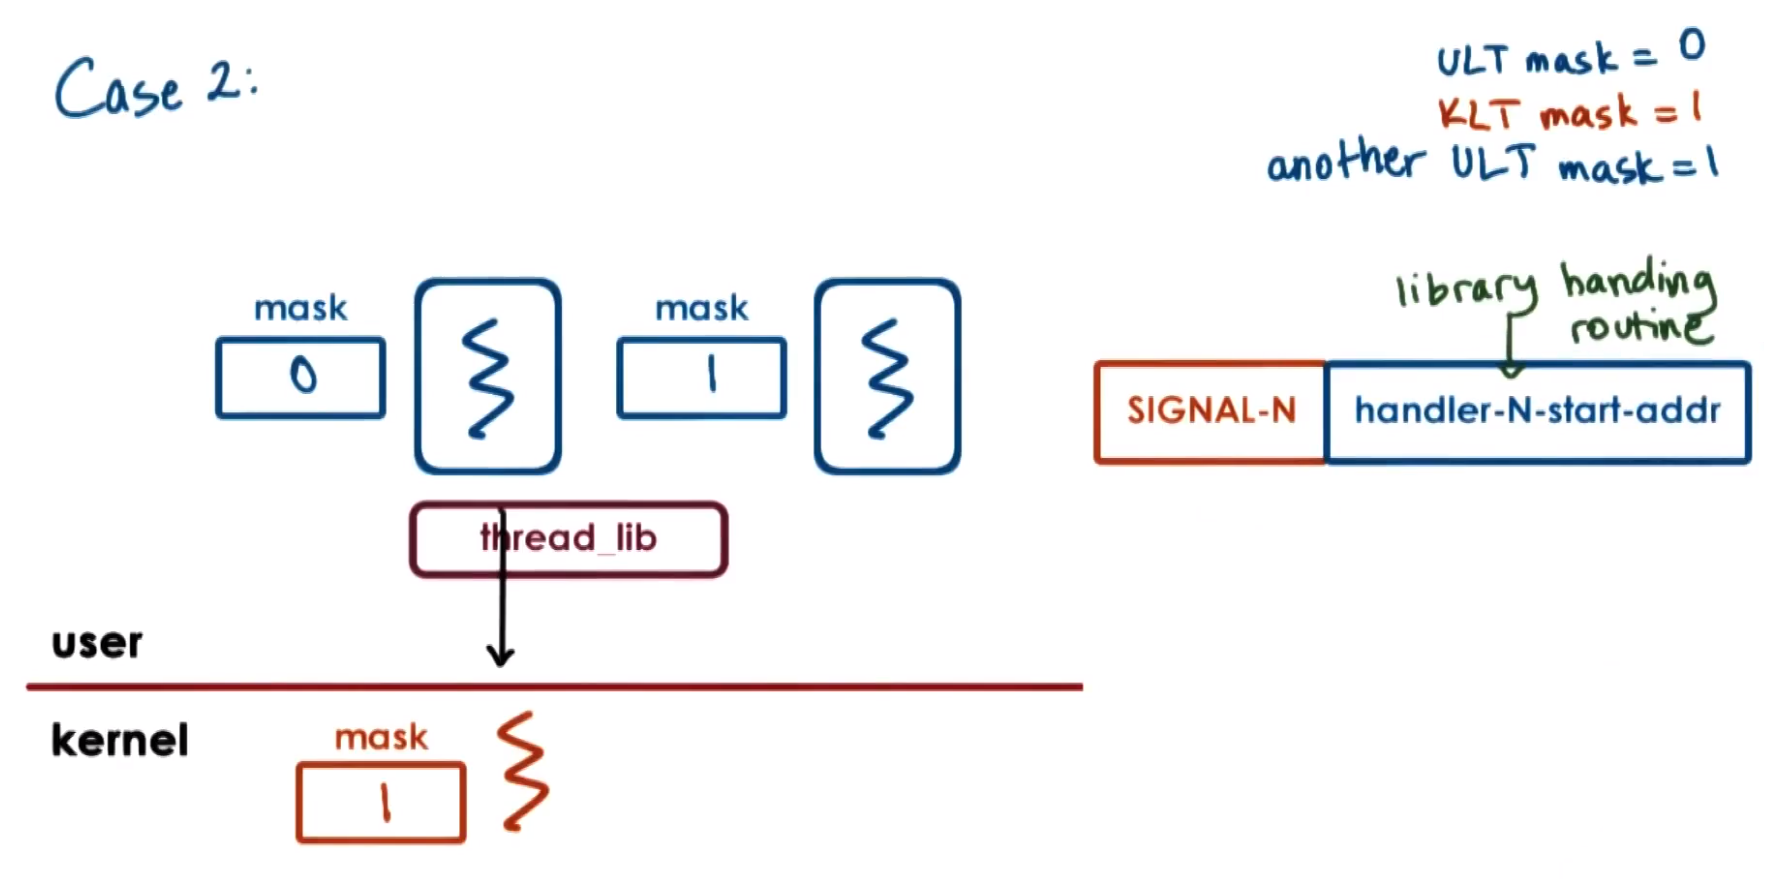 Case 2:
ULT mask = 0
KLT mask = 1
another ULT mask = 1
library handing
routine
mask
0
mask
1
SIGNAL-N
handler-N-start-addr
thread_lib
user
kernel
mask
1